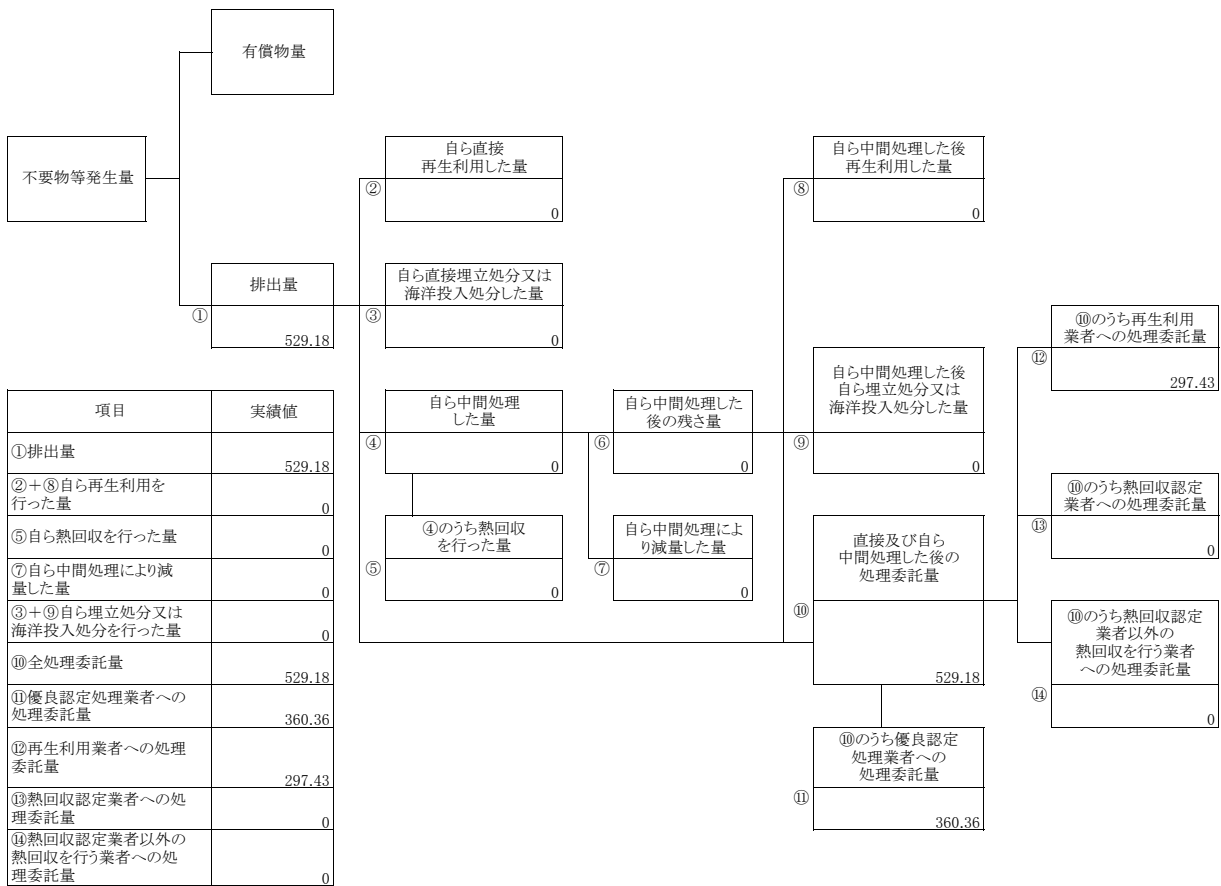 有償物量
不要物等発生量
自ら直接
再生利用した量
②
0
自ら中間処理した後
再生利用した量
⑧
0
排出量
①
529.18
自ら直接埋立処分又は
海洋投入処分した量
③
0
⑩のうち再生利用
業者への処理委託量
⑫
297.43
自ら中間処理
した量
④
0
自ら中間処理した
後の残さ量
⑥
0
自ら中間処理した後
自ら埋立処分又は
海洋投入処分した量
⑨
0
⑩のうち熱回収認定
業者への処理委託量
⑬
0
④のうち熱回収
を行った量
⑤
0
自ら中間処理によ
り減量した量
⑦
0
直接及び自ら
中間処理した後の
処理委託量
⑩
529.18
⑩のうち熱回収認定
業者以外の
熱回収を行う業者
への処理委託量
⑭
0
⑩のうち優良認定
処理業者への
処理委託量
⑪
360.36
項目 実績値
①排出量
529.18
②+⑧自ら再生利用を
行った量
0
⑤自ら熱回収を行った量
0
⑦自ら中間処理により減
量した量
0
③+⑨自ら埋立処分又は
海洋投入処分を行った量
0
⑩全処理委託量
529.18
⑪優良認定処理業者への
処理委託量
360.36
⑫再生利用業者への処理
委託量
297.43
⑬熱回収認定業者への処
理委託量
0
⑭熱回収認定業者以外の
熱回収を行う業者への処
理委託量
0